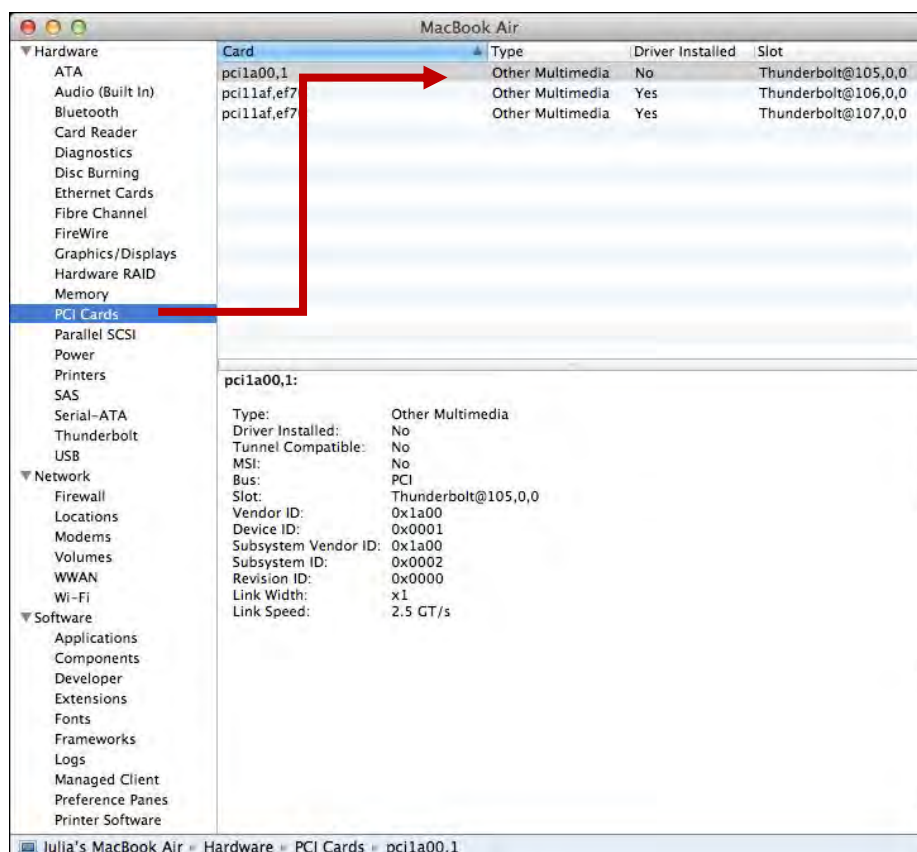 MacBook Air
Hardware
ATA
Audio (Built In)
Bluetooth
Card Reader
Diagnostics
Disc Burning
Ethernet Cards
Fibre Channel
FireWire
Graphics/Displays
Hardware RAID
Memory
PCI Cards
Parallel SCSI
Power
Printers
SAS
Serial-ATA
Thunderbolt
USB
Network
Firewall
Locations
Modems
Volumes
WWAN
Wi-Fi
Software
Applications
Components
Developer
Extensions
Fonts
Frameworks
Logs
Managed Client
Preference Panes
Printer Software
Card Type Driver Installed Slot
pci1a00,1 Other Multimedia No Thunderbolt@105,0,0
Other Multimedia Yes Thunderbolt@106,0,0
Other Multimedia Yes Thunderbolt@107,0,0
pci1a00,1:
Type: Other Multimedia
Driver Installed: No
Tunnel Compatible: No
MSI: No
Bus: PCI
Slot: Thunderbolt@105,0,0
Vendor ID: 0x1a00
Device ID: 0x0001
Subsystem Vendor ID: 0x1a00
Subsystem ID: 0x0002
Revision ID: 0x0000
Link Width: x1
Link Speed: 2.5 GT/s
Julia's MacBook Air Hardware PCI Cards pci1a00,1